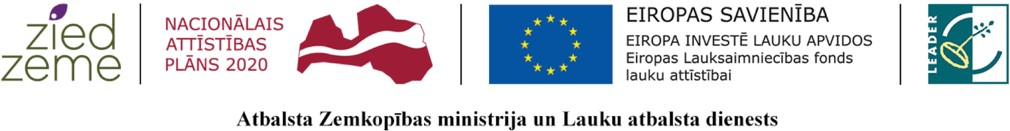 zied
zeme
NACIONĀLAIS
ATTĪSTĪBAS
PLĀNS 2020
EIROPAS SAVIENĪBA
EIROPA INVESTĒ LAUKU APVIDOS
Eiropas Lauksaimniecības fonds
lauku attīstībai
LEADER
Atbalsta Zemkopības ministrija un Lauku atbalsta dienests